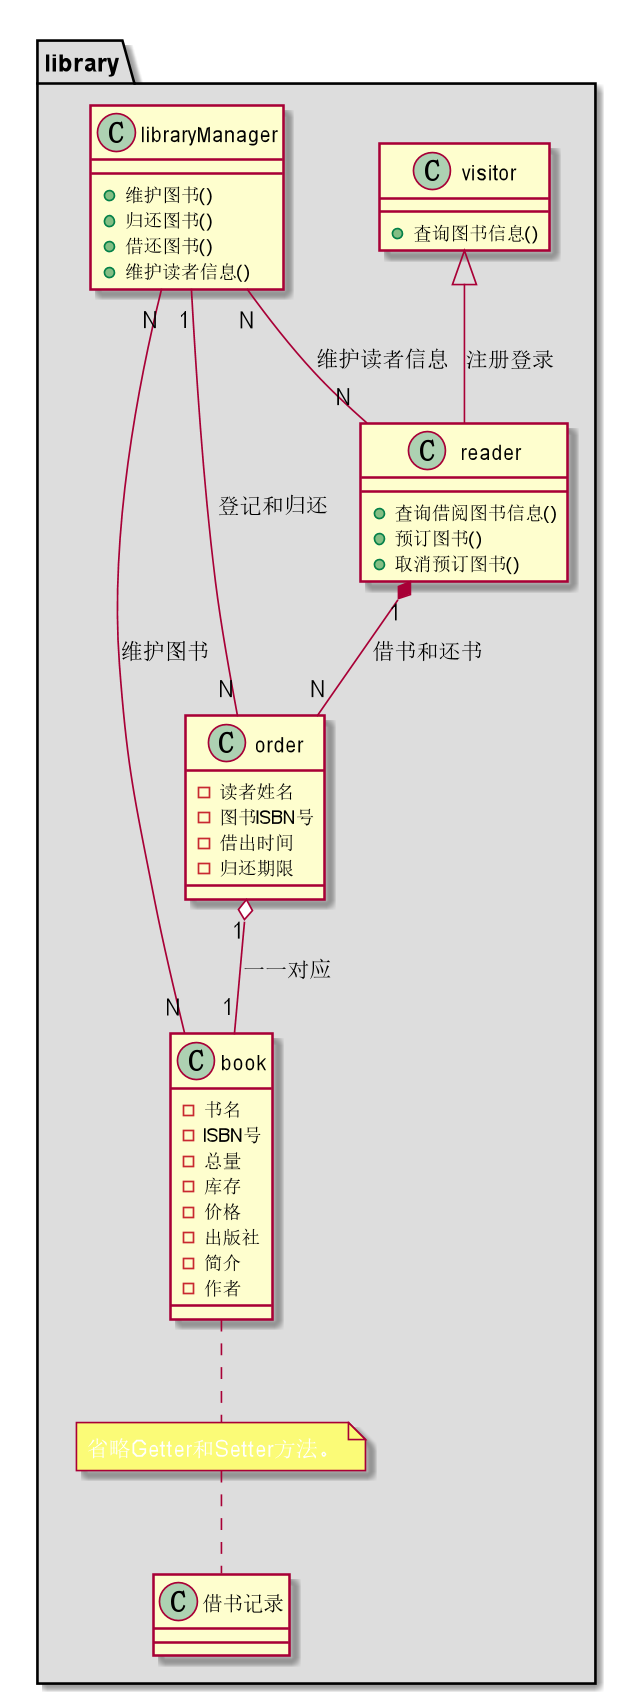 library
libraryManager
维护图书()
归还图书()
借还图书()
维护读者信息()
visitor
查询图书信息()
N
1
N
维护读者信息
注册登录
N
reader
查询借阅图书信息()
预订图书()
取消预订图书()
登记和归还
1
维护图书
借书和还书
N
N
order
读者姓名
图书ISBN号
借出时间
归还期限
1
一一对应
N
1
book
书名
ISBN号
总量
库存
价格
出版社
简介
作者
省略Getter和Setter方法。
借书记录